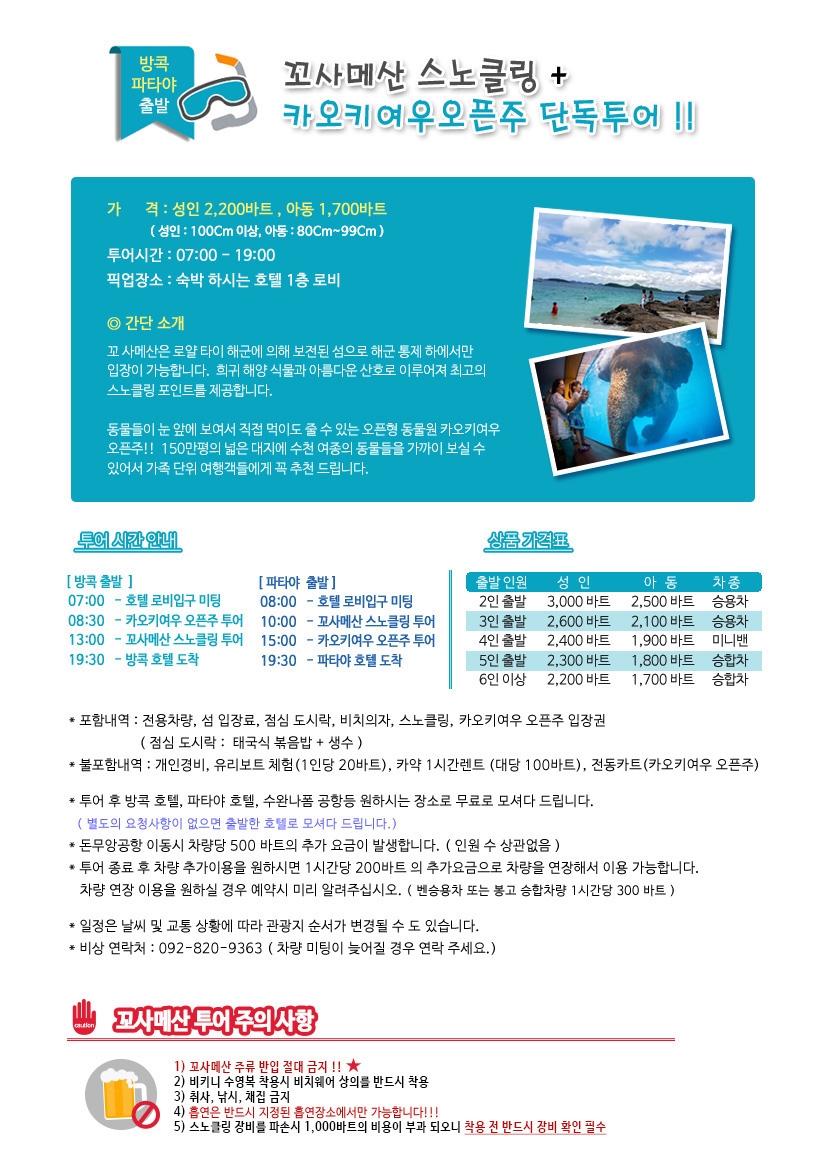 방콕
파타야
출발
꼬사메산 스노클링 +
카오키여우오픈주 단독투어 !!
가 격 : 성인 2,200바트 , 아동 1,700바트
( 성인 : 100Cm 이상, 아동 : 80Cm~99Cm )
투어시간 : 07:00 - 19:00
픽업장소 : 숙박 하시는 호텔 1층 로비
◎ 간단 소개
꼬 사메산은 로얄 타이 해군에 의해 보전된 섬으로 해군 통제 하에서만
입장이 가능합니다. 희귀 해양 식물과 아름다운 산호로 이루어져 최고의
스노클링 포인트를 제공합니다.
동물들이 눈 앞에 보여서 직접 먹이도 줄 수 있는 오픈형 동물원 카오키여우
오픈주!! 150만평의 넓은 대지에 수천 여종의 동물들을 가까이 보실 수
있어서 가족 단위 여행객들에게 꼭 추천 드립니다.
투어 시간 안내
[ 방콕 출발 ]
07:00 - 호텔 로비입구 미팅
08:30 - 카오키여우 오픈주 투어
13:00 - 꼬사메산 스노클링 투어
19:30 - 방콕 호텔 도착
[ 파타야 출발 ]
08:00 - 호텔 로비입구 미팅
10:00 - 꼬사메산 스노클링 투어
15:00 - 카오키여우 오픈주 투어
19:30 - 파타야 호텔 도착
상품 가격표
출발 인원 성 인 아 동 차 종
2인 출발 3,000 바트 2,500 바트 승용차
3인 출발 2,600 바트 2,100 바트 승용차
4인 출발 2,400 바트 1,900 바트 미니밴
5인 출발 2,300 바트 1,800 바트 승합차
6인 이상 2,200 바트 1,700 바트 승합차
* 포함내역 : 전용차량, 섬 입장료, 점심 도시락, 비치의자, 스노클링, 카오키여우 오픈주 입장권
( 점심 도시락 : 태국식 볶음밥 + 생수 )
* 불포함내역 : 개인경비, 유리보트 체험(1인당 20바트), 카약 1시간렌트 (대당 100바트), 전동카트(카오키여우 오픈주)
* 투어 후 방콕 호텔, 파타야 호텔, 수완나폼 공항등 원하시는 장소로 무료로 모셔다 드립니다.
( 별도의 요청사항이 없으면 출발한 호텔로 모셔다 드립니다.)
* 돈무앙공항 이동시 차량당 500 바트의 추가 요금이 발생합니다. ( 인원 수 상관없음 )
* 투어 종료 후 차량 추가이용을 원하시면 1시간당 200바트 의 추가요금으로 차량을 연장해서 이용 가능합니다.
차량 연장 이용을 원하실 경우 예약시 미리 알려주십시오. ( 벤승용차 또는 봉고 승합차량 1시간당 300 바트 )
* 일정은 날씨 및 교통 상황에 따라 관광지 순서가 변경될 수 도 있습니다.
* 비상 연락처 : 092-820-9363 ( 차량 미팅이 늦어질 경우 연락 주세요.)
caution
꼬사메산 투어 주의 사항
1) 꼬사메산 주류 반입 절대 금지 !! ★
2) 비키니 수영복 착용시 비치웨어 상의를 반드시 착용
3) 취사, 낚시, 채집 금지
4) 흡연은 반드시 지정된 흡연장소에서만 가능합니다!!!
5) 스노클링 장비를 파손시 1,000바트의 비용이 부과 되오니 착용 전 반드시 장비 확인 필수